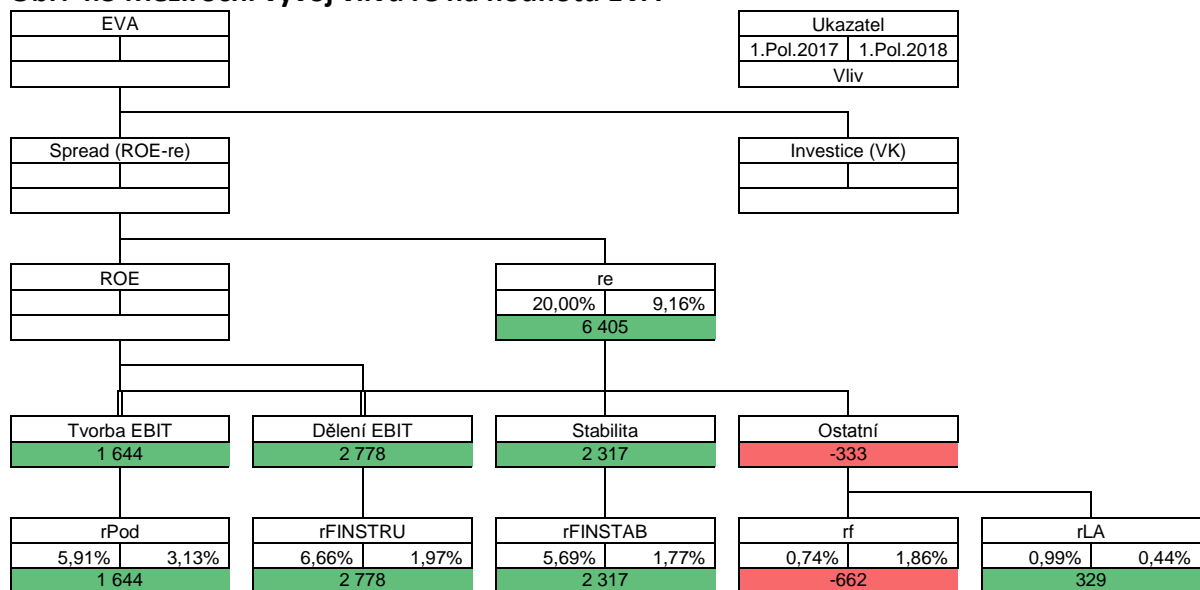 EVA
Ukazatel
1.Pol.2017 1.Pol.2018
Vliv
Spread (ROE-re)
Investice (VK)
ROE
re
20,00% 9,16%
6 405
Tvorba EBIT
1 644
Dělení EBIT
2 778
Stabilita
2 317
Ostatní
-333
rPod
5,91% 3,13%
1 644
rFINSTRU
6,66% 1,97%
2 778
rFINSTAB
5,69% 1,77%
2 317
rf
0,74% 1,86%
-662
rLA
0,99% 0,44%
329